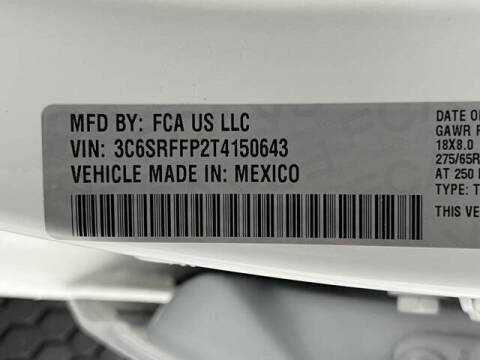 MFD BY: FCA US LLC
VIN: 3C6SRFFP2T4150643
VEHICLE MADE IN: MEXICO
DATE O
GAWR F
18X8.0
275/65R
AT 250
TYPE: T
THIS VE